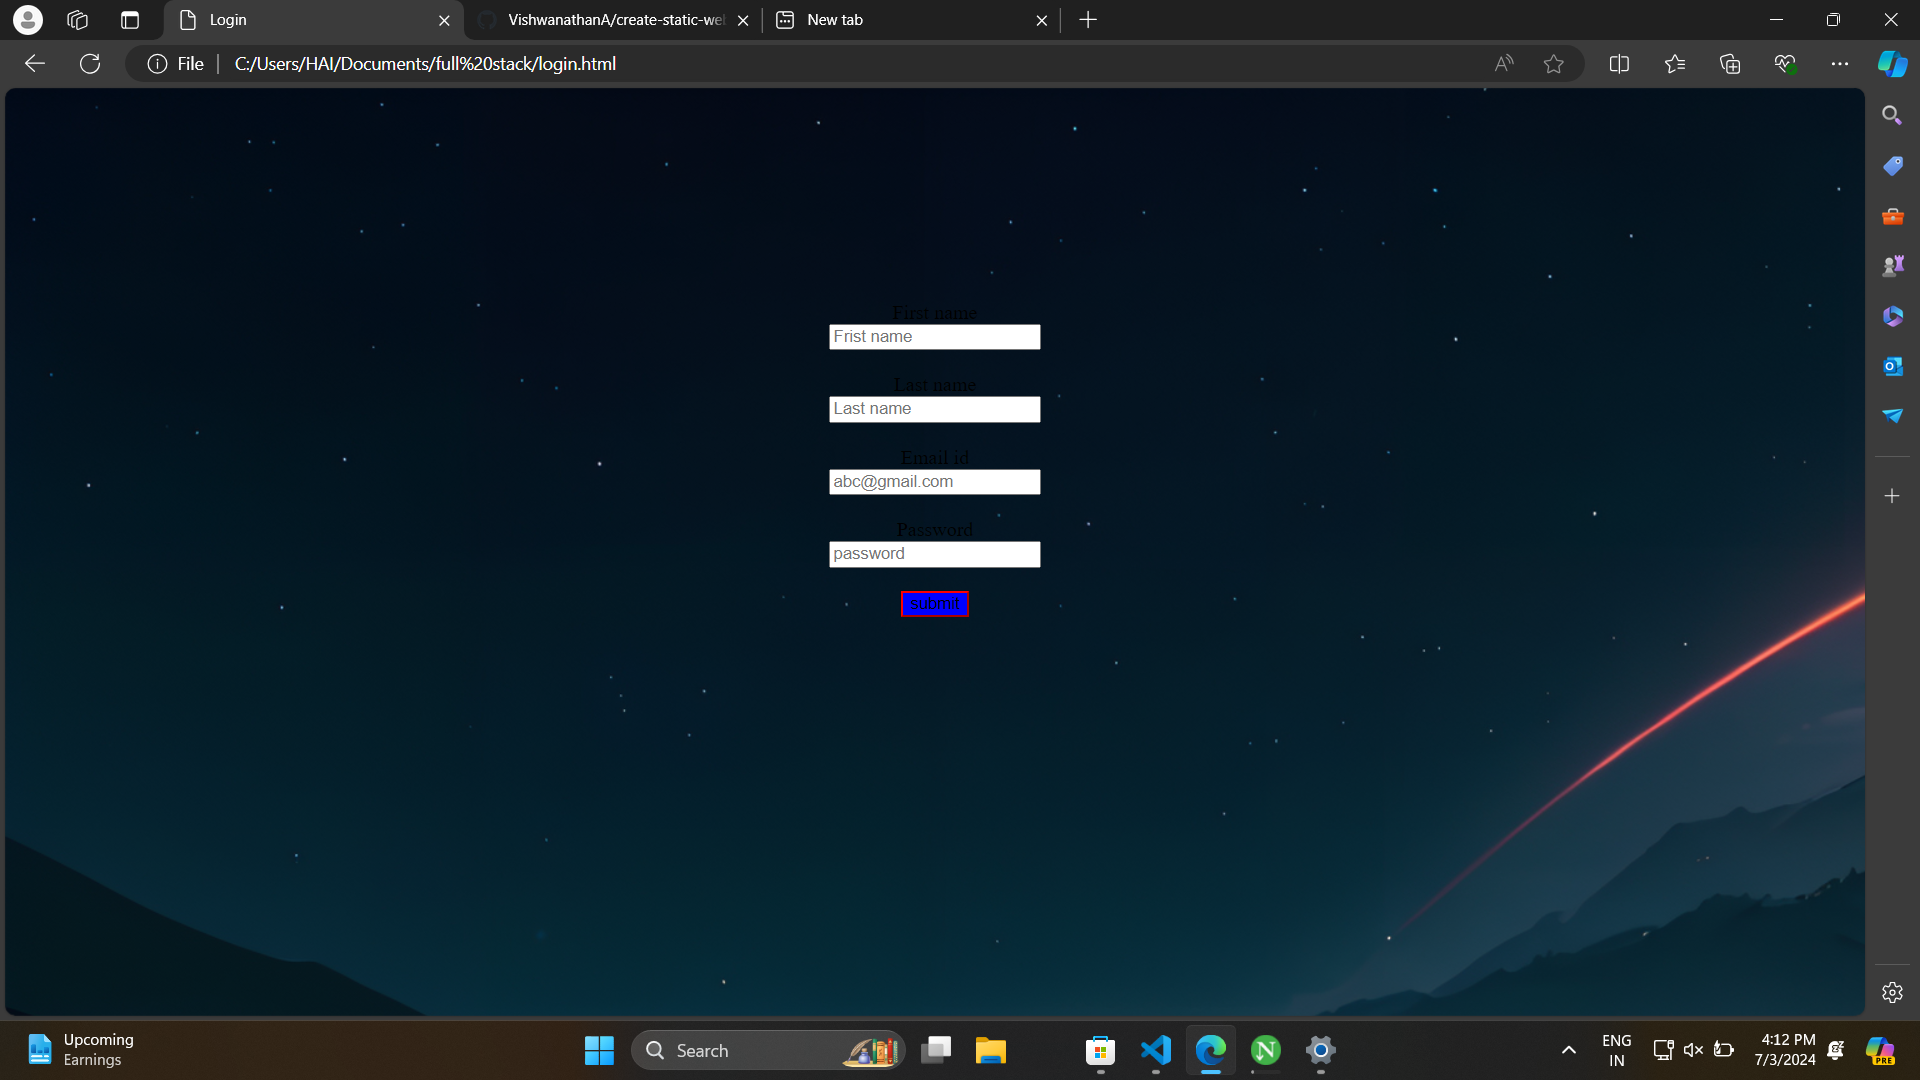 Login
VishwanathanA/create-static-we
New tab
File
C:/Users/HAI/Documents/full%20stack/login.html
First name
Frist name
Last name
Last name
Email id
abc@gmail.com
Password
password
submit
Upcoming
Earnings
Search
ENG
IN
4:12 PM
7/3/2024
PRE